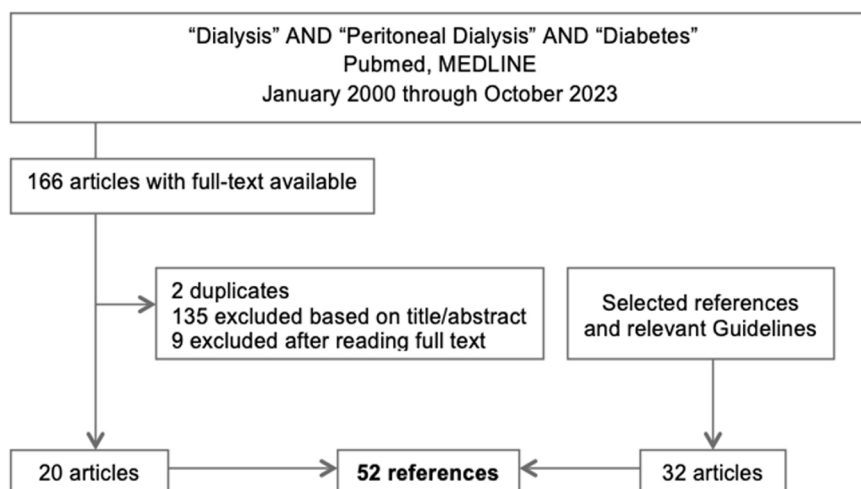 “Dialysis” AND “Peritoneal Dialysis” AND “Diabetes”
Pubmed, MEDLINE
January 2000 through October 2023
166 articles with full-text available
2 duplicates
135 excluded based on title/abstract
9 excluded after reading full text
Selected references
and relevant Guidelines
20 articles
52 references
32 articles